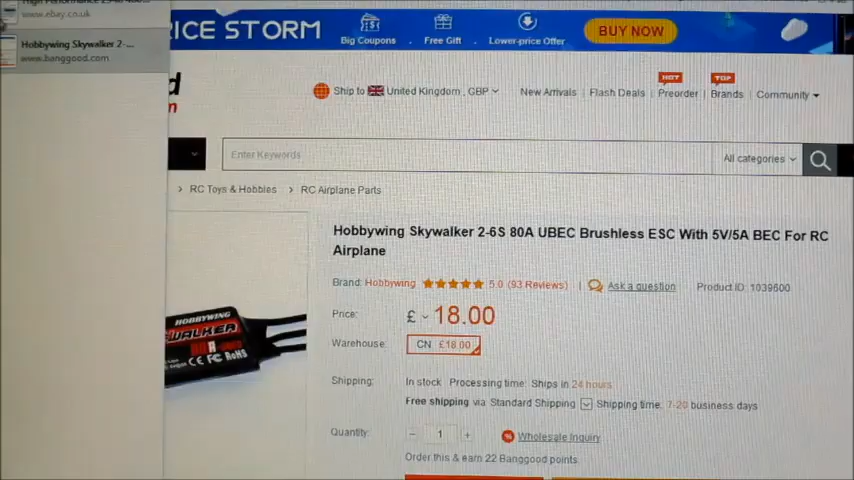 www.ebay.co.uk
Hobbywing Skywalker 2-...
www.banggood.com
ICE STORM
Big Coupons . Free Gift . Lower-price Offer
BUY NOW
d
m
Ship to United Kingdom , GBP
New Arrivals | Flash Deals | Preorder | Brands | Community
HOT
TOP
Enter Keywords
All categories
> RC Toys & Hobbies > RC Airplane Parts
Hobbywing Skywalker 2-6S 80A UBEC Brushless ESC With 5V/5A BEC For RC
Airplane
Brand: Hobbywing 5.0 (93 Reviews) | Ask a question Product ID: 1039600
Price: £ 18.00
Warehouse: CN £18.00
Shipping: In stock Processing time: Ships in 24 hours
Free shipping via Standard Shipping Shipping time: 7-20 business days
Quantity: − 1 + Wholesale Inquiry
Order this & earn 22 Banggood points.
HOBBYWING
WALKER
CE FC RoHS